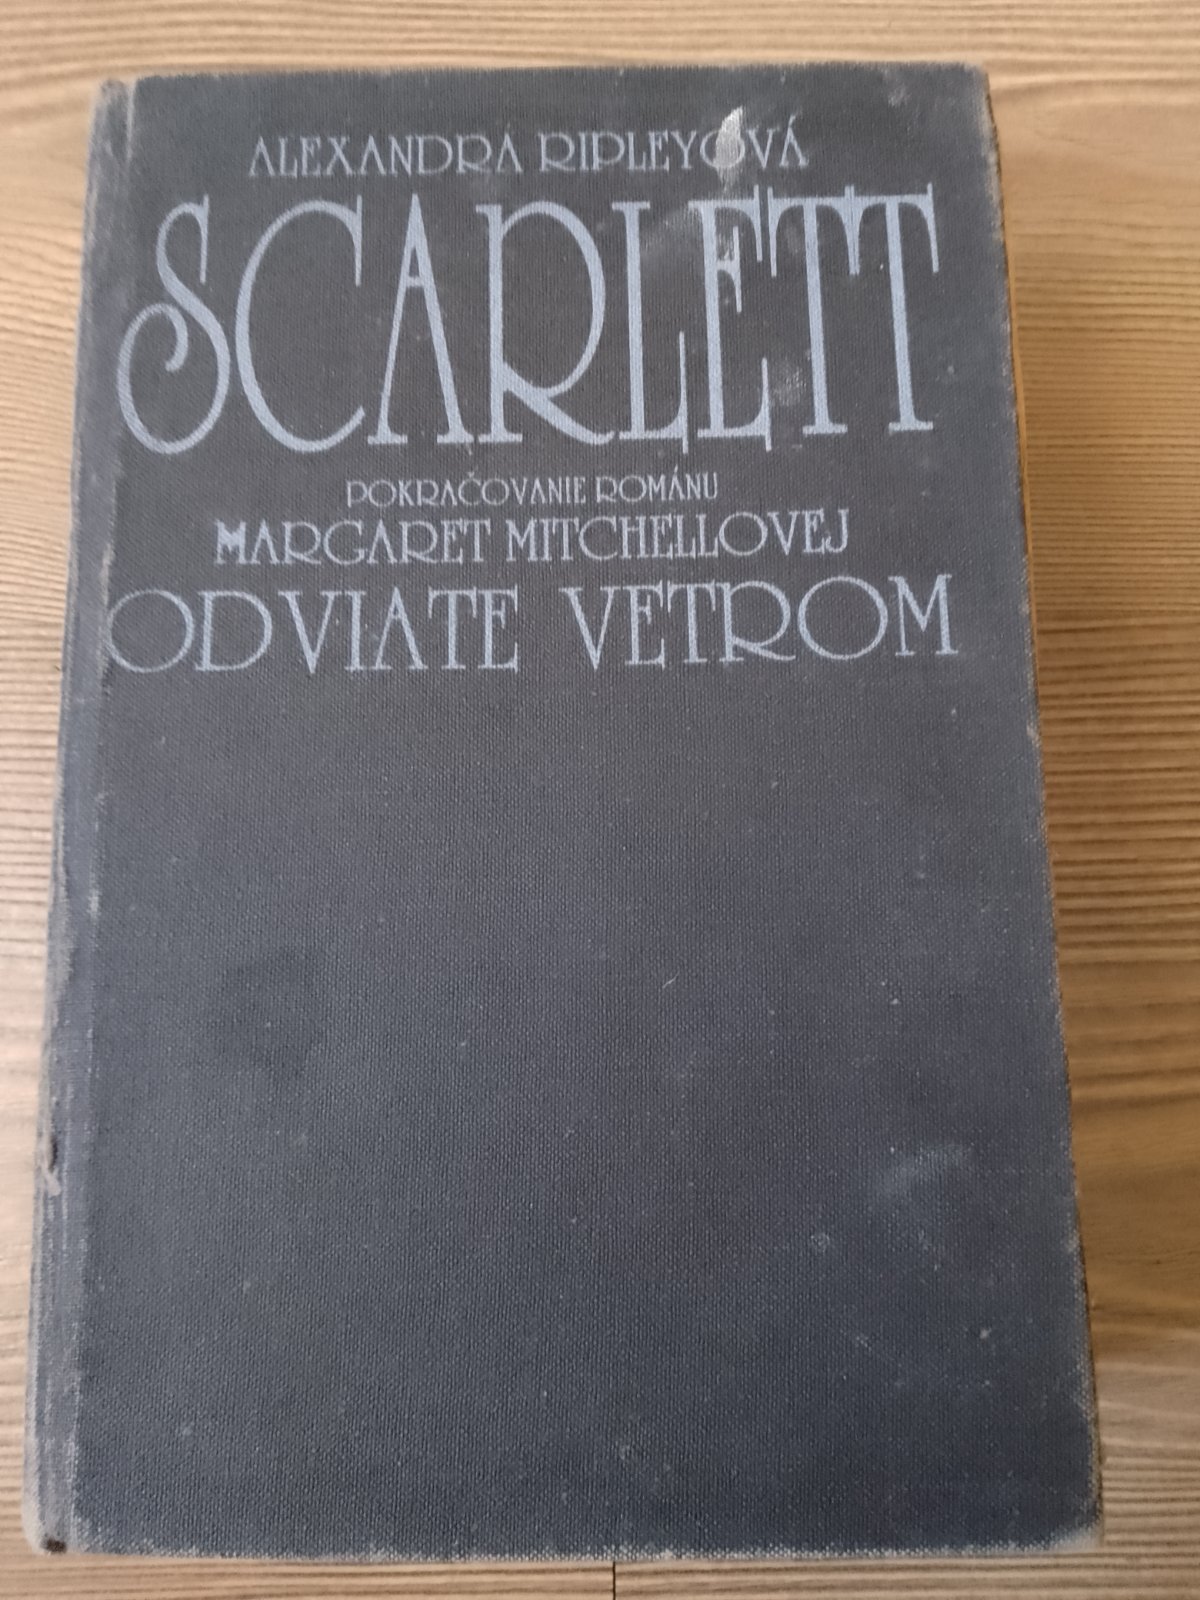 ALEXANDRA RIPLEYOVÁ
SCARLETT
POKRAČOVANIE ROMÁNU
MARGARET MITCHELLOVEJ
ODVIATE VETROM